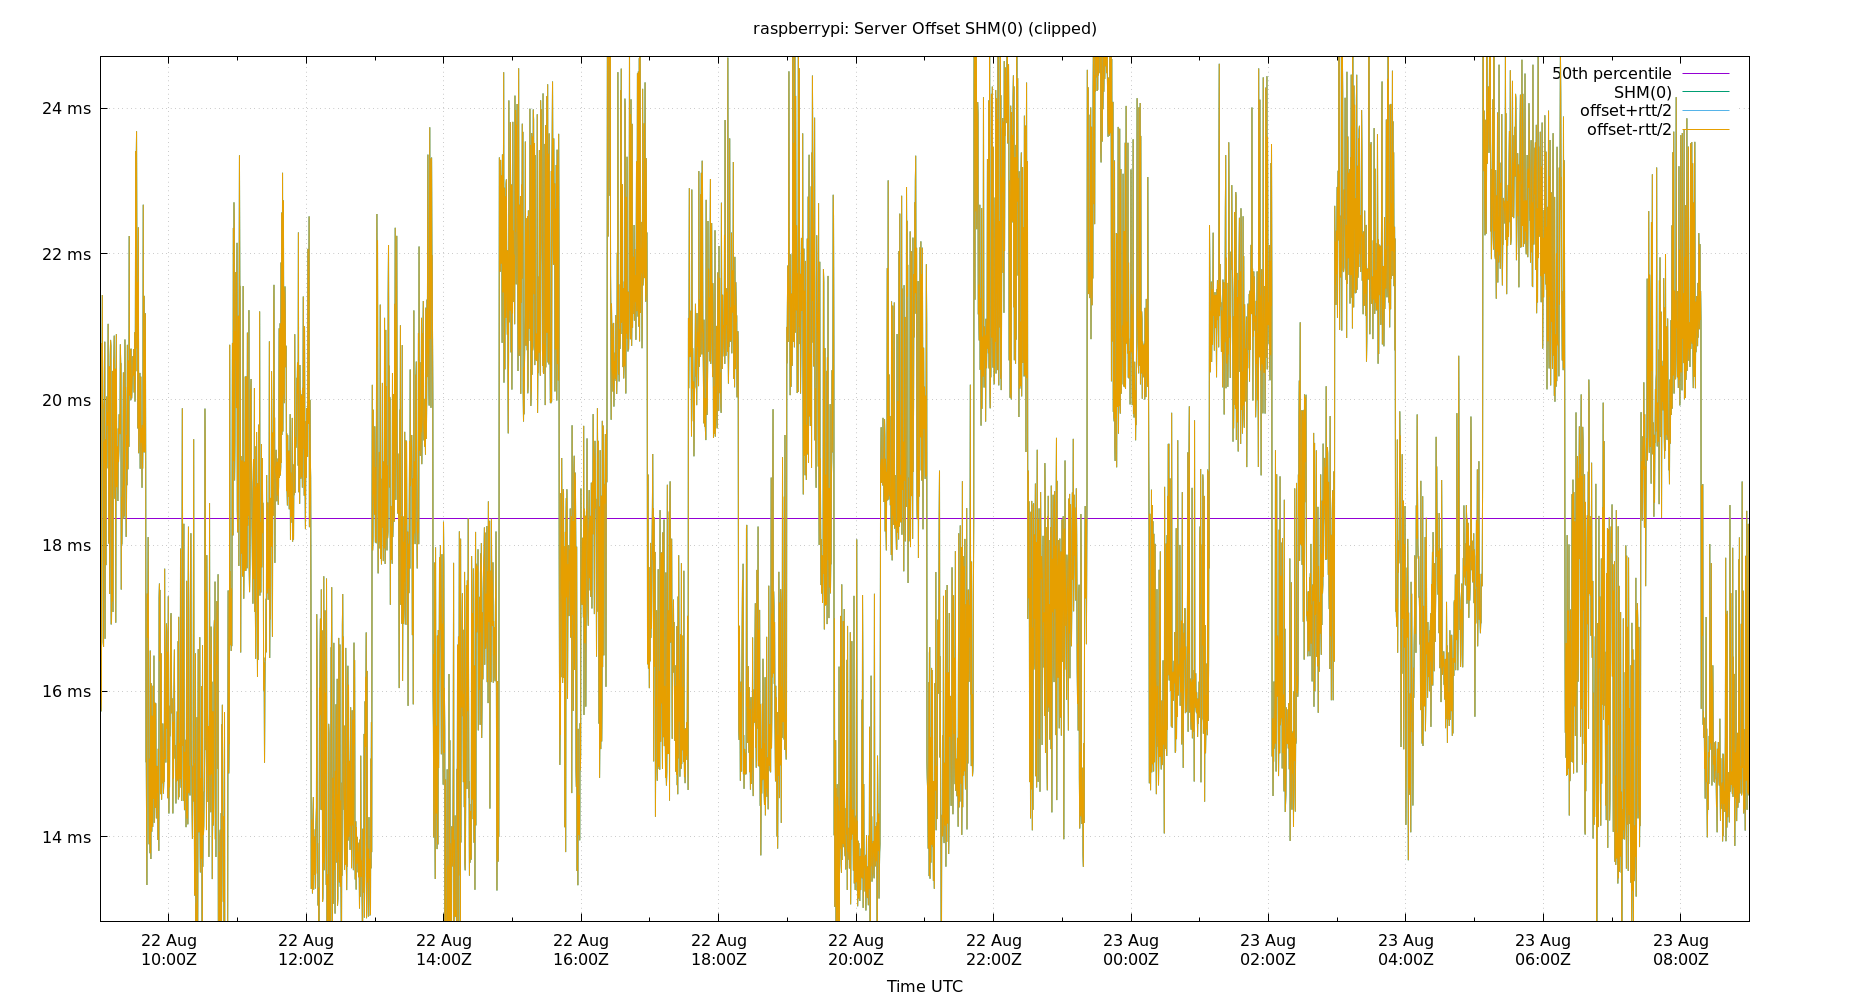 raspberrypi: Server Offset SHM(0) (clipped)
50th percentile
SHM(0)
offset+rtt/2
offset-rtt/2
24 ms
22 ms
20 ms
18 ms
16 ms
14 ms
22 Aug 22 Aug 22 Aug 22 Aug 22 Aug 22 Aug 22 Aug 23 Aug 23 Aug 23 Aug 23 Aug 23 Aug
10:00Z 12:00Z 14:00Z 16:00Z 18:00Z 20:00Z 22:00Z 00:00Z 02:00Z 04:00Z 06:00Z 08:00Z
Time UTC